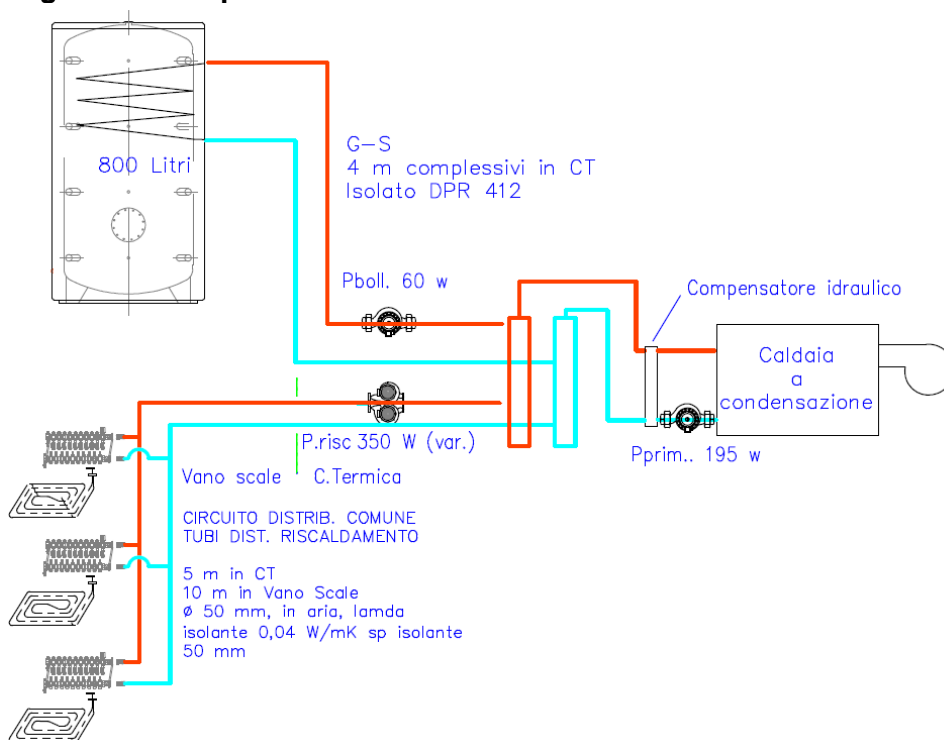 800 Litri
G-S
4 m complessivi in CT
Isolato DPR 412
Pboll. 60 w
Compensatore idraulico
Caldaia
a
condensazione
P.risc 350 W (var.)
Pprim.. 195 w
Vano scale
C.Termica
CIRCUITO DISTRIB. COMUNE
TUBI DIST. RISCALDAMENTO
5 m in CT
10 m in Vano Scale
ø 50 mm, in aria, lamda
isolante 0,04 W/mK sp isolante
50 mm